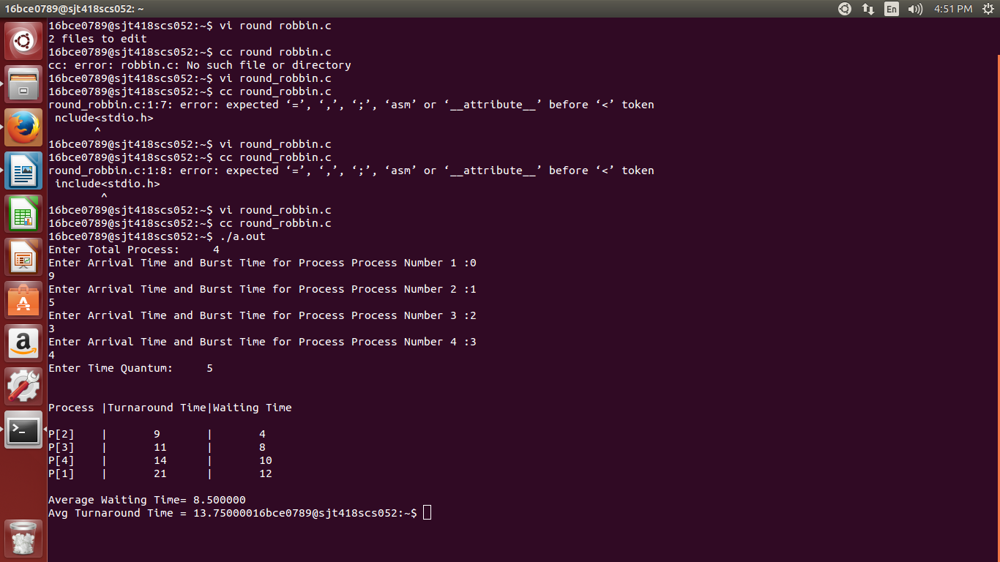 16bce0789@sjt418scs052: ~
En
4:51 PM
16bce0789@sjt418scs052:~$ vi round robbin.c
2 files to edit
16bce0789@sjt418scs052:~$ cc round robbin.c
cc: error: robbin.c: No such file or directory
16bce0789@sjt418scs052:~$ vi round_robbin.c
16bce0789@sjt418scs052:~$ cc round_robbin.c
round_robbin.c:1:7: error: expected ‘=’, ‘,’, ‘;’, ‘asm’ or ‘__attribute__’ before ‘<’ token
 nclude<stdio.h>
       ^
16bce0789@sjt418scs052:~$ vi round_robbin.c
16bce0789@sjt418scs052:~$ cc round_robbin.c
round_robbin.c:1:8: error: expected ‘=’, ‘,’, ‘;’, ‘asm’ or ‘__attribute__’ before ‘<’ token
 include<stdio.h>
        ^
16bce0789@sjt418scs052:~$ vi round_robbin.c
16bce0789@sjt418scs052:~$ cc round_robbin.c
16bce0789@sjt418scs052:~$ ./a.out
Enter Total Process:     4
Enter Arrival Time and Burst Time for Process Process Number 1 :0
9
Enter Arrival Time and Burst Time for Process Process Number 2 :1
5
Enter Arrival Time and Burst Time for Process Process Number 3 :2
3
Enter Arrival Time and Burst Time for Process Process Number 4 :3
4
Enter Time Quantum:     5
Process |Turnaround Time|Waiting Time
P[2]    |       9       |       4
P[3]    |       11      |       8
P[4]    |       14      |       10
P[1]    |       21      |       12
Average Waiting Time= 8.500000
Avg Turnaround Time = 13.75000016bce0789@sjt418scs052:~$